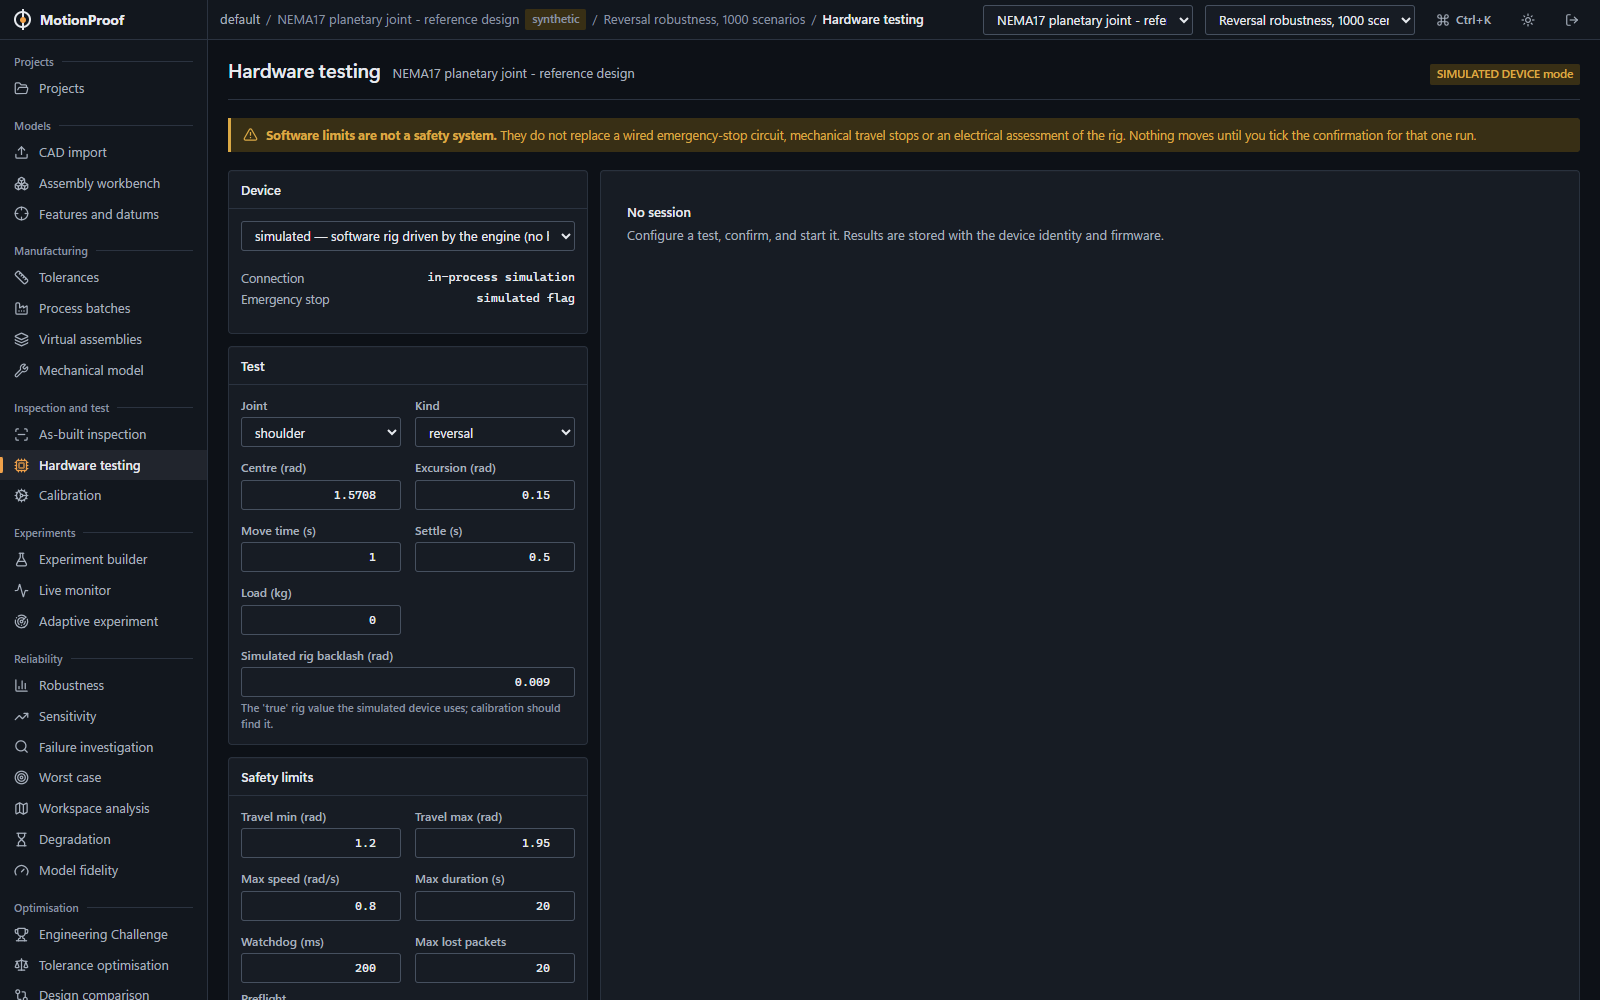 MotionProof
default / NEMA17 planetary joint - reference design synthetic / Reversal robustness, 1000 scenarios / Hardware testing
NEMA17 planetary joint - refe
Reversal robustness, 1000 scer
Ctrl+K
Projects
Projects
Models
CAD import
Assembly workbench
Features and datums
Manufacturing
Tolerances
Process batches
Virtual assemblies
Mechanical model
Inspection and test
As-built inspection
Hardware testing
Calibration
Experiments
Experiment builder
Live monitor
Adaptive experiment
Reliability
Robustness
Sensitivity
Failure investigation
Worst case
Workspace analysis
Degradation
Model fidelity
Optimisation
Engineering Challenge
Tolerance optimisation
Design comparison
Hardware testing NEMA17 planetary joint - reference design
SIMULATED DEVICE mode
Software limits are not a safety system. They do not replace a wired emergency-stop circuit, mechanical travel stops or an electrical assessment of the rig. Nothing moves until you tick the confirmation for that one run.
Device
simulated — software rig driven by the engine (no l
Connection in-process simulation
Emergency stop simulated flag
Test
Joint Kind
shoulder reversal
Centre (rad) Excursion (rad)
1.5708 0.15
Move time (s) Settle (s)
1 0.5
Load (kg)
0
Simulated rig backlash (rad)
0.009
The 'true' rig value the simulated device uses; calibration should
find it.
Safety limits
Travel min (rad) Travel max (rad)
1.2 1.95
Max speed (rad/s) Max duration (s)
0.8 20
Watchdog (ms) Max lost packets
200 20
Preflight
No session
Configure a test, confirm, and start it. Results are stored with the device identity and firmware.